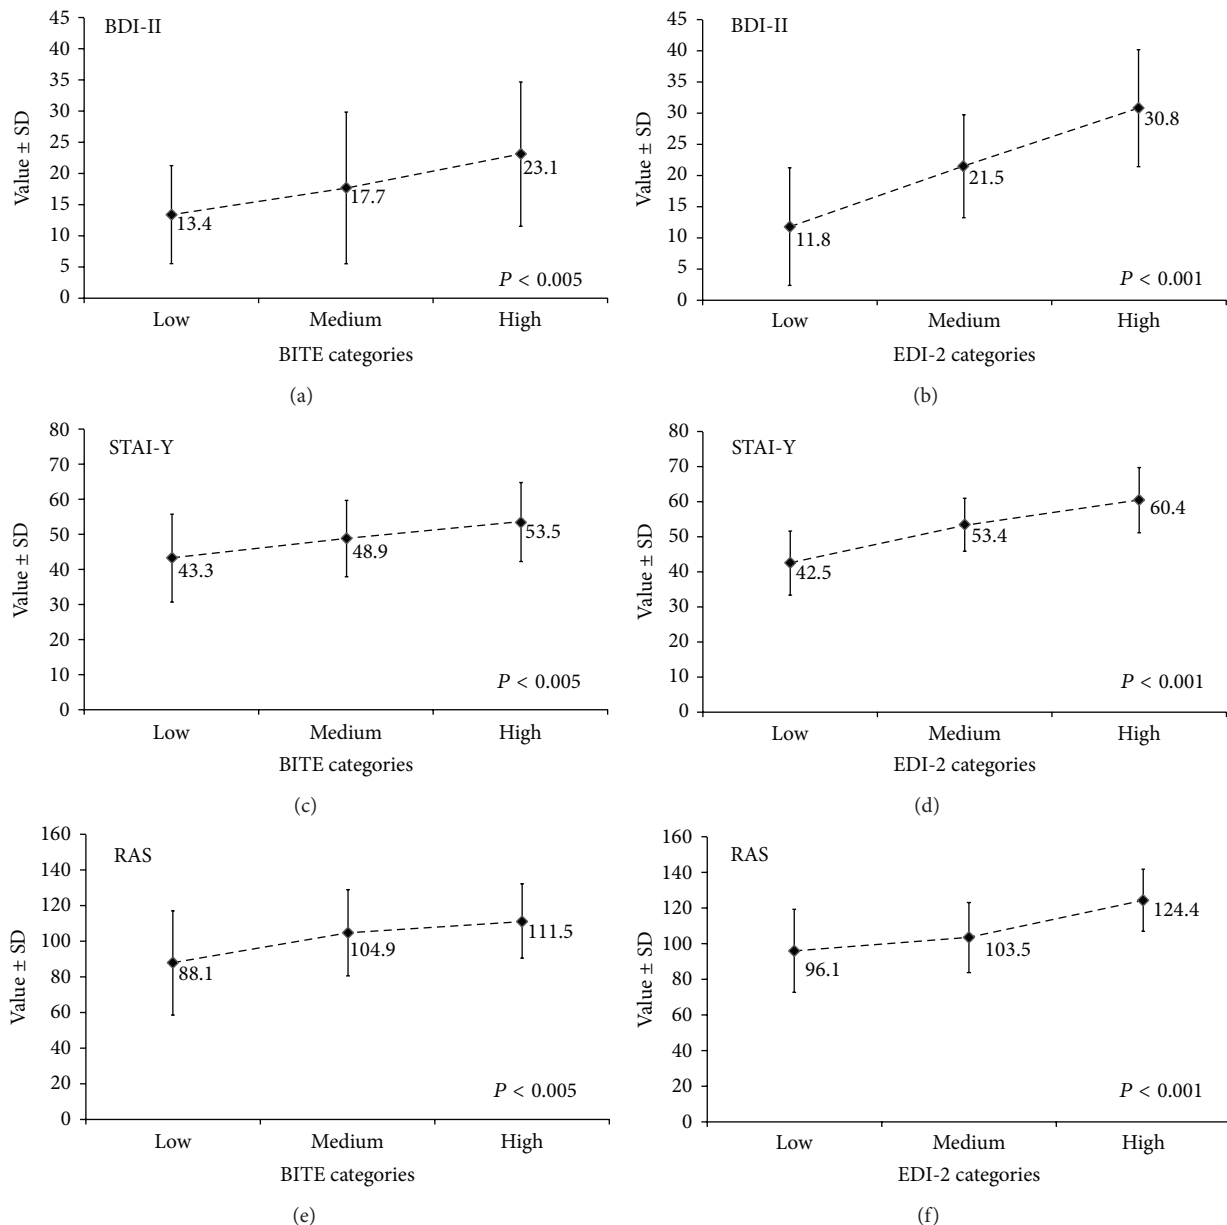 BDI-II
45
40
35
30
25
20
15
10
5
0
Value ± SD
13.4
17.7
23.1
P < 0.005
Low Medium High
BITE categories
(a)
BDI-II
45
40
35
30
25
20
15
10
5
0
Value ± SD
11.8
21.5
30.8
P < 0.001
Low Medium High
EDI-2 categories
(b)
STAI-Y
80
70
60
50
40
30
20
10
0
Value ± SD
43.3
48.9
53.5
P < 0.005
Low Medium High
BITE categories
(c)
STAI-Y
80
70
60
50
40
30
20
10
0
Value ± SD
42.5
53.4
60.4
P < 0.001
Low Medium High
EDI-2 categories
(d)
RAS
160
140
120
100
80
60
40
20
0
Value ± SD
88.1
104.9
111.5
P < 0.005
Low Medium High
BITE categories
(e)
RAS
160
140
120
100
80
60
40
20
0
Value ± SD
96.1
103.5
124.4
P < 0.001
Low Medium High
EDI-2 categories
(f)